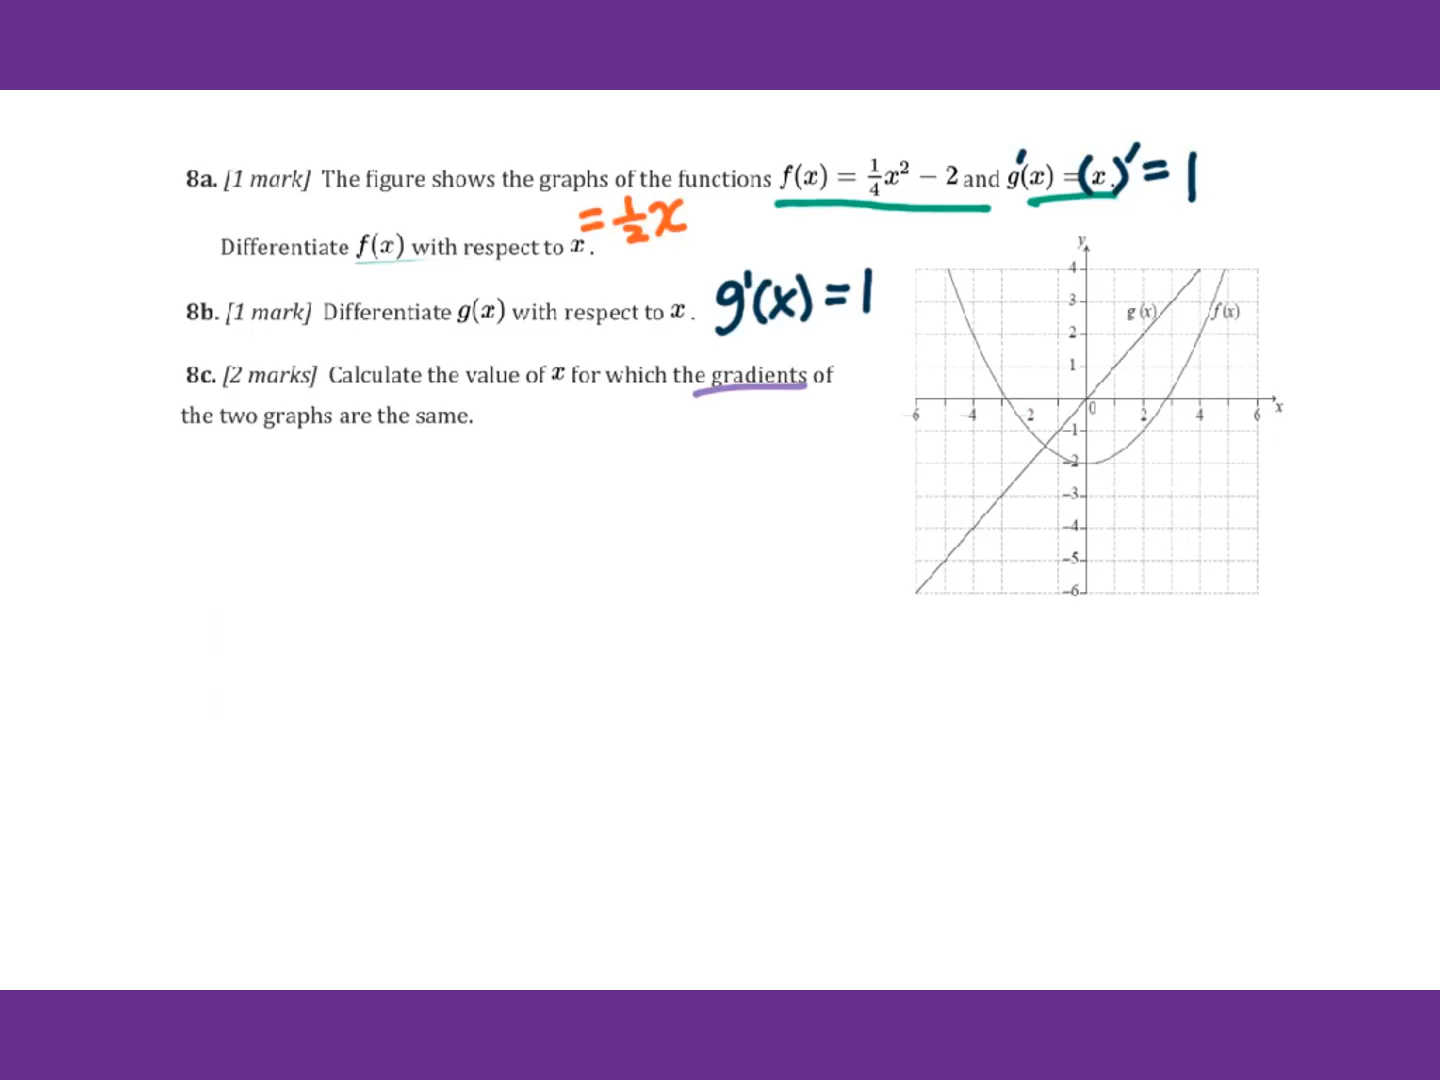 8a. [1 mark] The figure shows the graphs of the functions f(x) = 1/4 x² − 2 and g'(x) = (x.)' = 1
= 1/2 x
Differentiate f(x) with respect to x.
8b. [1 mark] Differentiate g(x) with respect to x. g'(x) = 1
8c. [2 marks] Calculate the value of x for which the gradients of
the two graphs are the same.
y
4
3
g(x) f(x)
2
1
-6 -4 -2 0 2 4 6 x
-1
-2
-3
-4
-5
-6